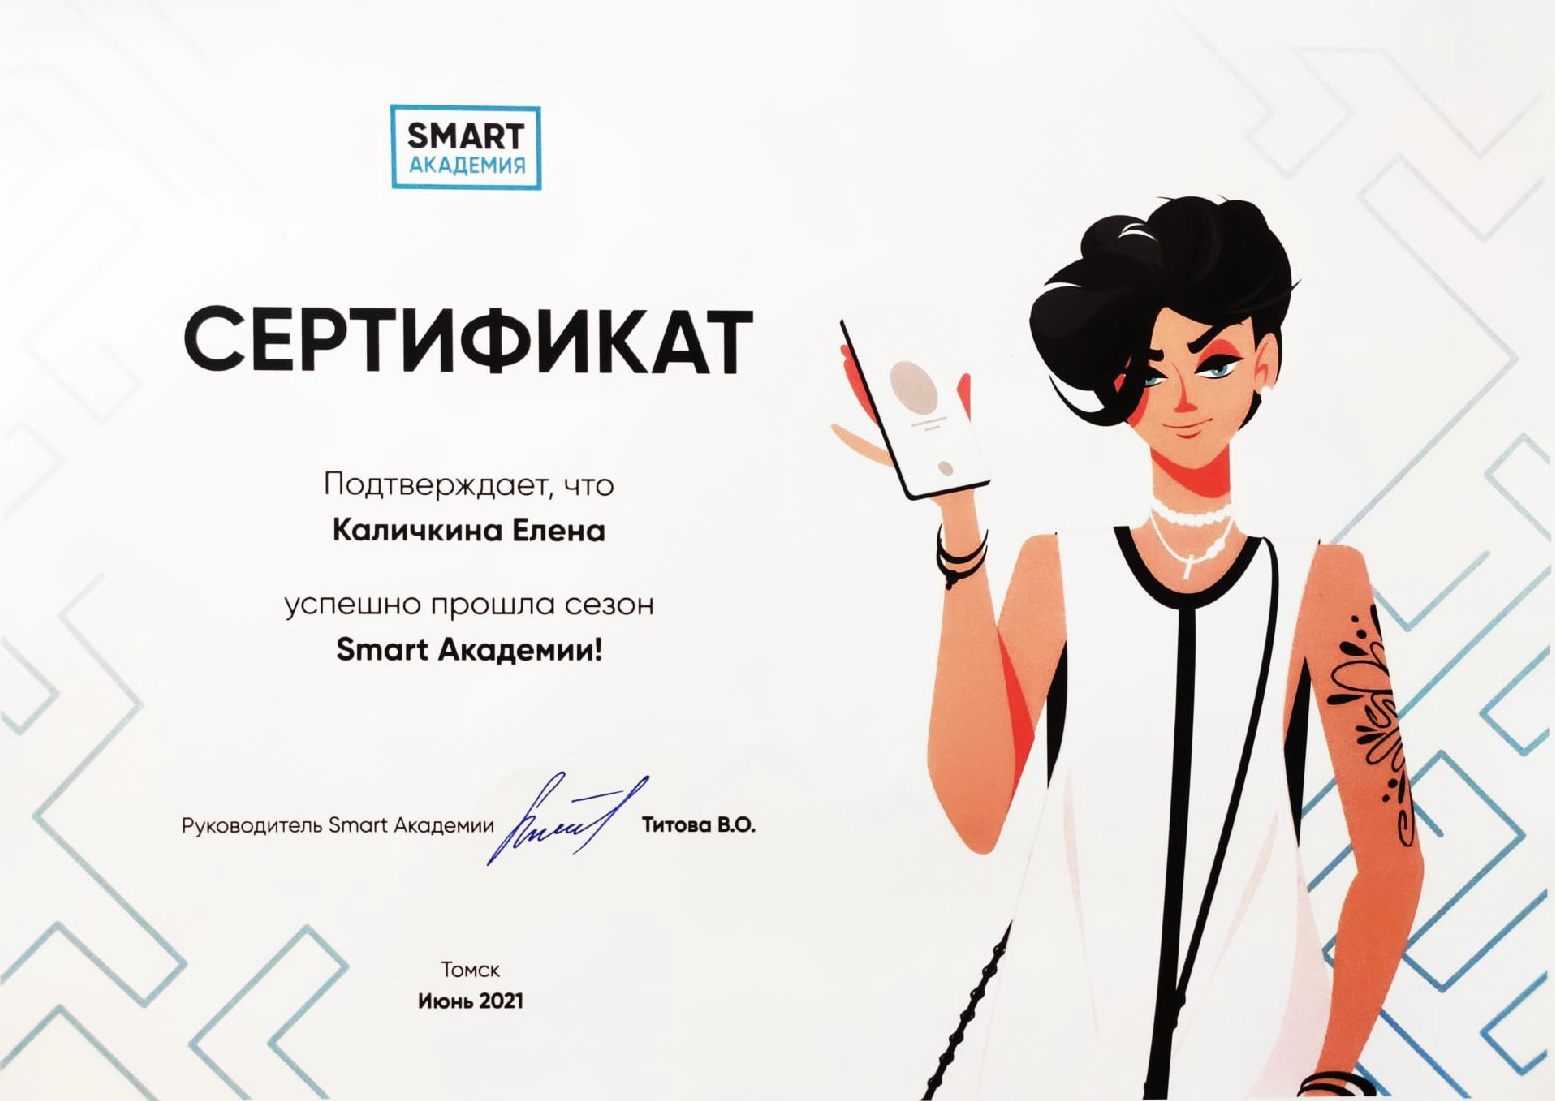 SMART
АКАДЕМИЯ
СЕРТИФИКАТ
Подтверждает, что
Каличкина Елена
успешно прошла сезон
Smart Академии!
Руководитель Smart Академии Титова В.О.
Томск
Июнь 2021